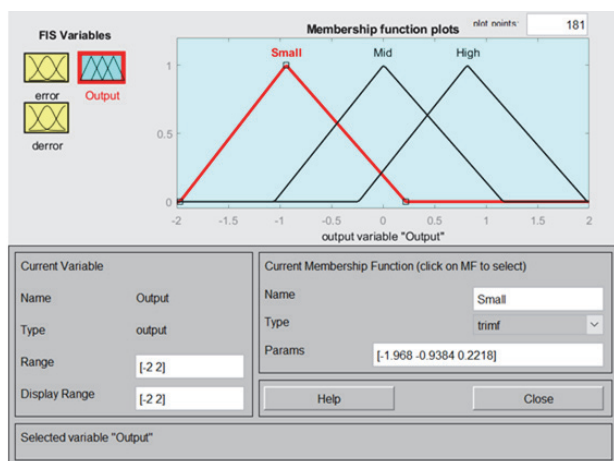 FIS Variables
Membership function plots
plot points:
181
error
Output
derror
Small
Mid
High
1
0.5
0
-2
-1.5
-1
-0.5
0
0.5
1
1.5
2
output variable "Output"
Current Variable
Name
Output
Type
output
Range
[-2 2]
Display Range
[-2 2]
Current Membership Function (click on MF to select)
Name
Small
Type
trimf
Params
[-1.968 -0.9384 0.2218]
Help
Close
Selected variable "Output"